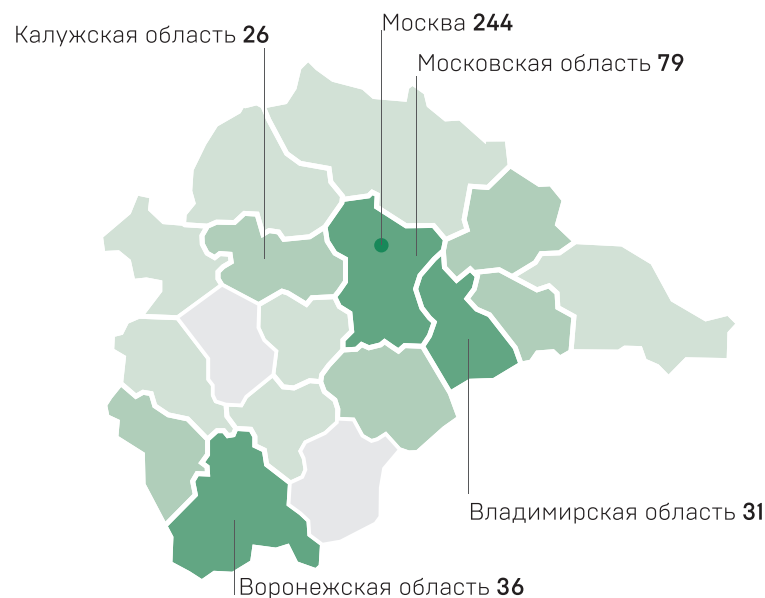 Москва 244
Калужская область 26
Московская область 79
Владимирская область 31
Воронежская область 36